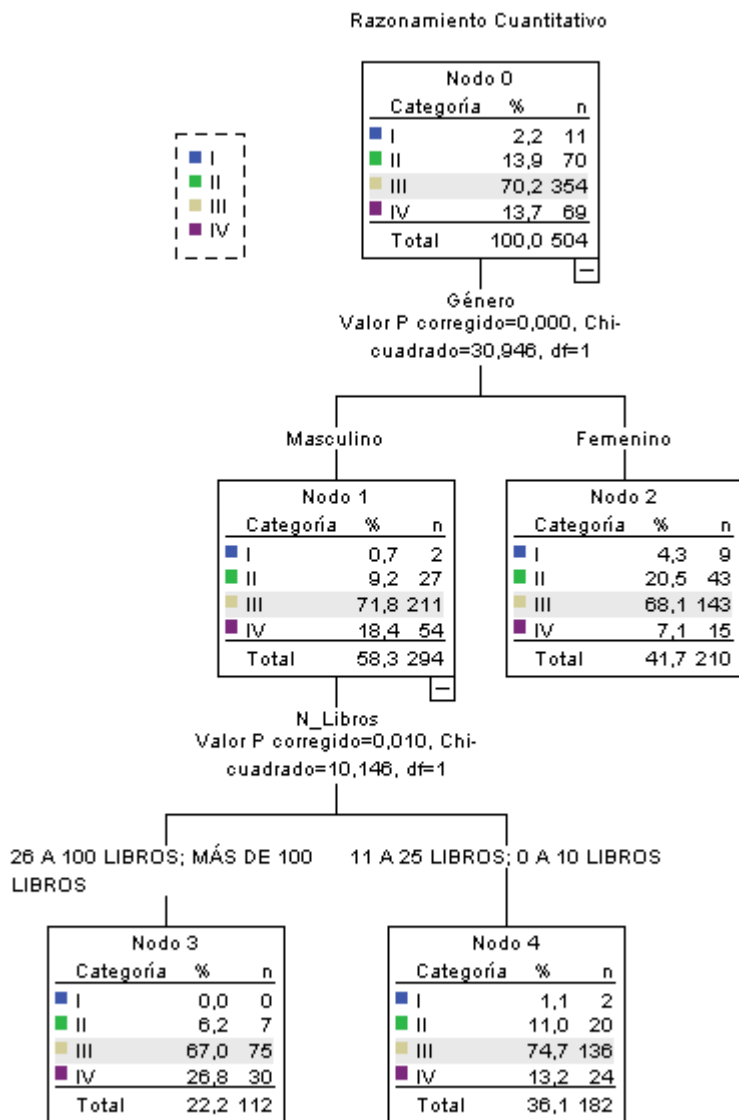 Razonamiento Cuantitativo
Nodo 0
Categoría % n
I 2,2 11
II 13,9 70
III 70,2 354
IV 13,7 69
Total 100,0 504
I
II
III
IV
Género
Valor P corregido=0,000, Chi-
cuadrado=30,946, df=1
Masculino
Femenino
Nodo 1
Categoría % n
I 0,7 2
II 9,2 27
III 71,8 211
IV 18,4 54
Total 58,3 294
Nodo 2
Categoría % n
I 4,3 9
II 20,5 43
III 68,1 143
IV 7,1 15
Total 41,7 210
N_Libros
Valor P corregido=0,010, Chi-
cuadrado=10,146, df=1
26 A 100 LIBROS; MÁS DE 100
LIBROS
11 A 25 LIBROS; 0 A 10 LIBROS
Nodo 3
Categoría % n
I 0,0 0
II 6,2 7
III 67,0 75
IV 26,8 30
Total 22,2 112
Nodo 4
Categoría % n
I 1,1 2
II 11,0 20
III 74,7 136
IV 13,2 24
Total 36,1 182